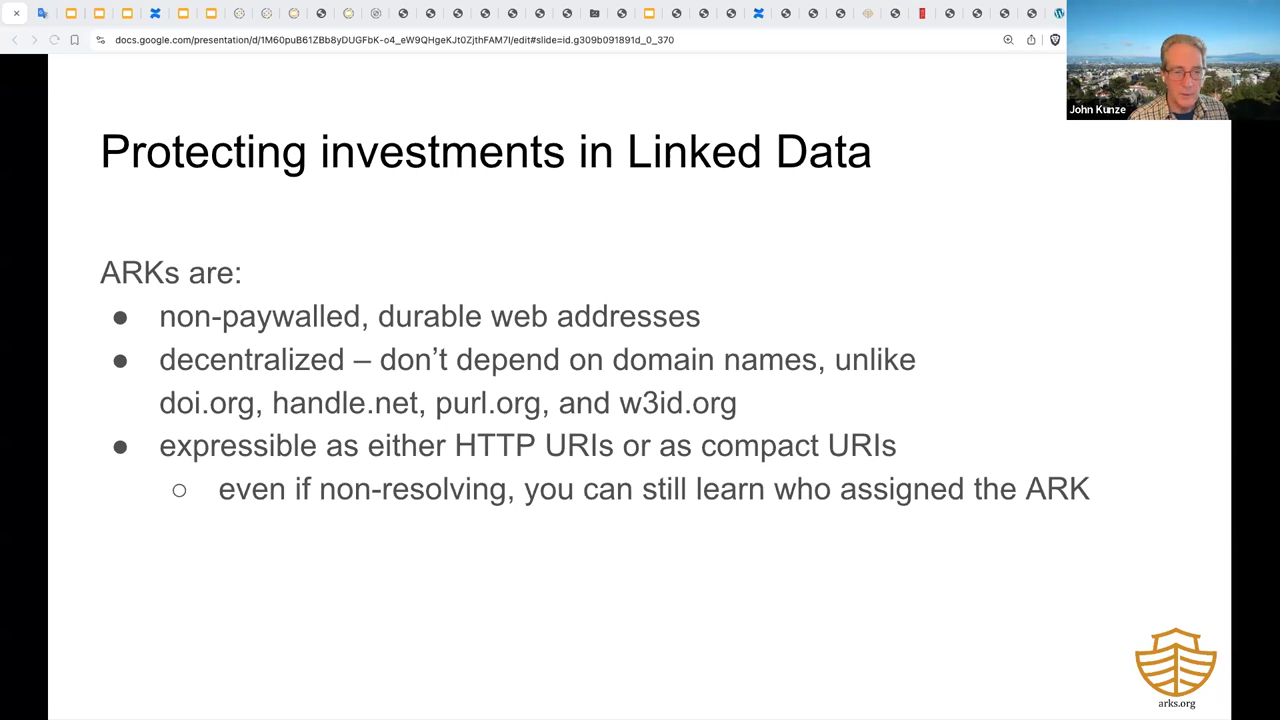 docs.google.com/presentation/d/1M60puB61ZBb8yDUGFbK-o4_eW9QHgeKJt0ZjthFAM7I/edit#slide=id.g309b091891d_0_370
John Kunze
Protecting investments in Linked Data
ARKs are:
● non-paywalled, durable web addresses
● decentralized – don’t depend on domain names, unlike
doi.org, handle.net, purl.org, and w3id.org
● expressible as either HTTP URIs or as compact URIs
○ even if non-resolving, you can still learn who assigned the ARK
arks.org